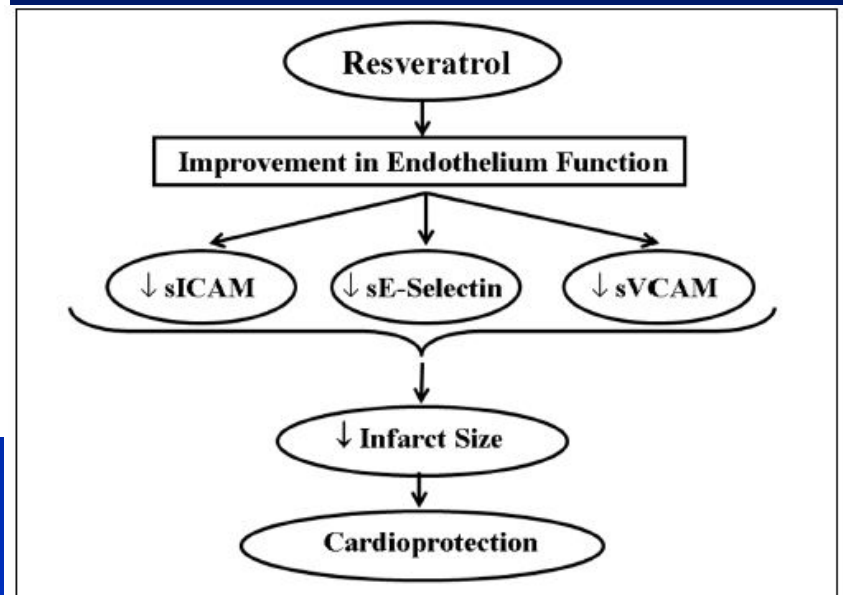 Resveratrol
Improvement in Endothelium Function
↓ sICAM
↓ sE-Selectin
↓ sVCAM
↓ Infarct Size
Cardioprotection